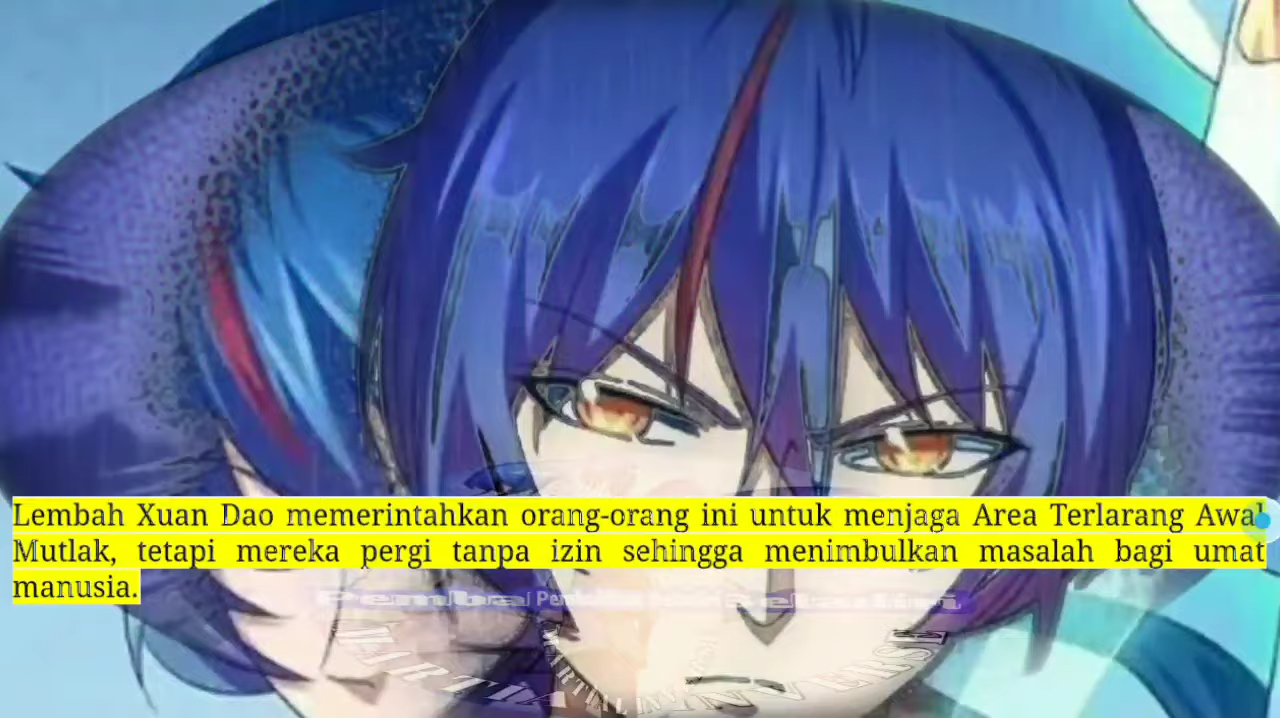 Lembah Xuan Dao memerintahkan orang-orang ini untuk menjaga Area Terlarang Awal
Mutlak, tetapi mereka pergi tanpa izin sehingga menimbulkan masalah bagi umat
manusia.